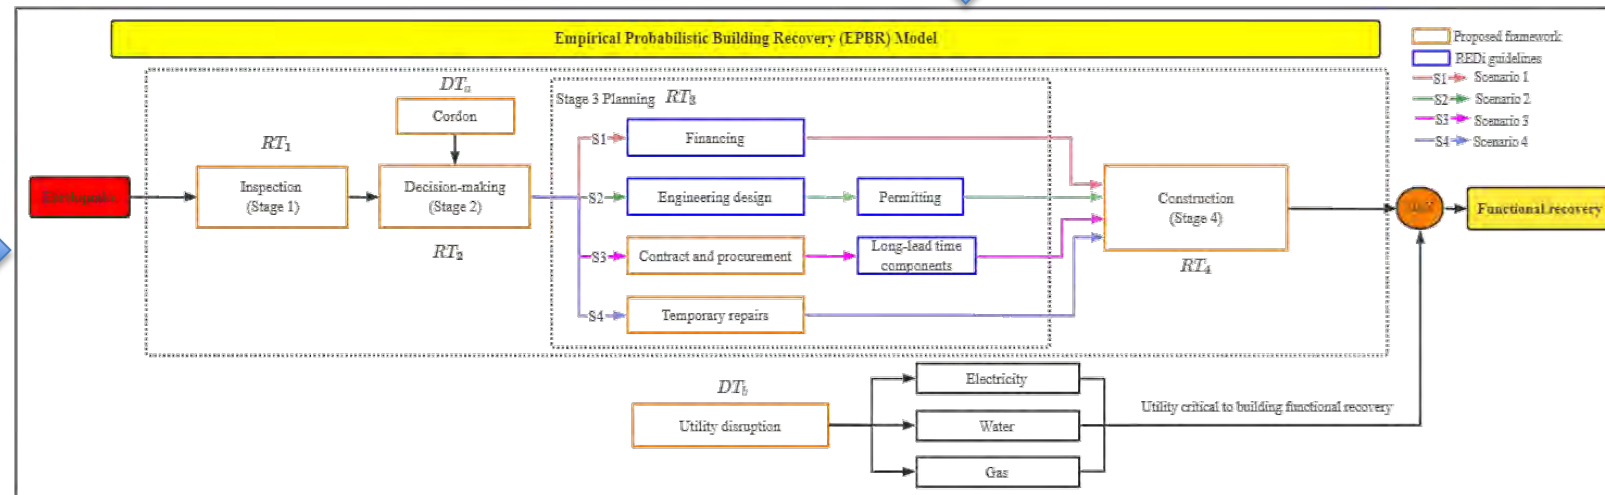 Empirical Probabilistic Building Recovery (EPBR) Model
Proposed framework
REDi guidelines
S1 Scenario 1
S2 Scenario 2
S3 Scenario 3
S4 Scenario 4
DTₐ
Cordon
Stage 3 Planning RT₃
RT₁
S1
Financing
Earthquake
Inspection
(Stage 1)
Decision-making
(Stage 2)
S2
Engineering design
Permitting
Construction
(Stage 4)
Functional recovery
RT₂
S3
Contract and procurement
Long-lead time
components
RT₄
S4
Temporary repairs
DT_b
Electricity
Utility disruption
Water
Utility critical to building functional recovery
Gas